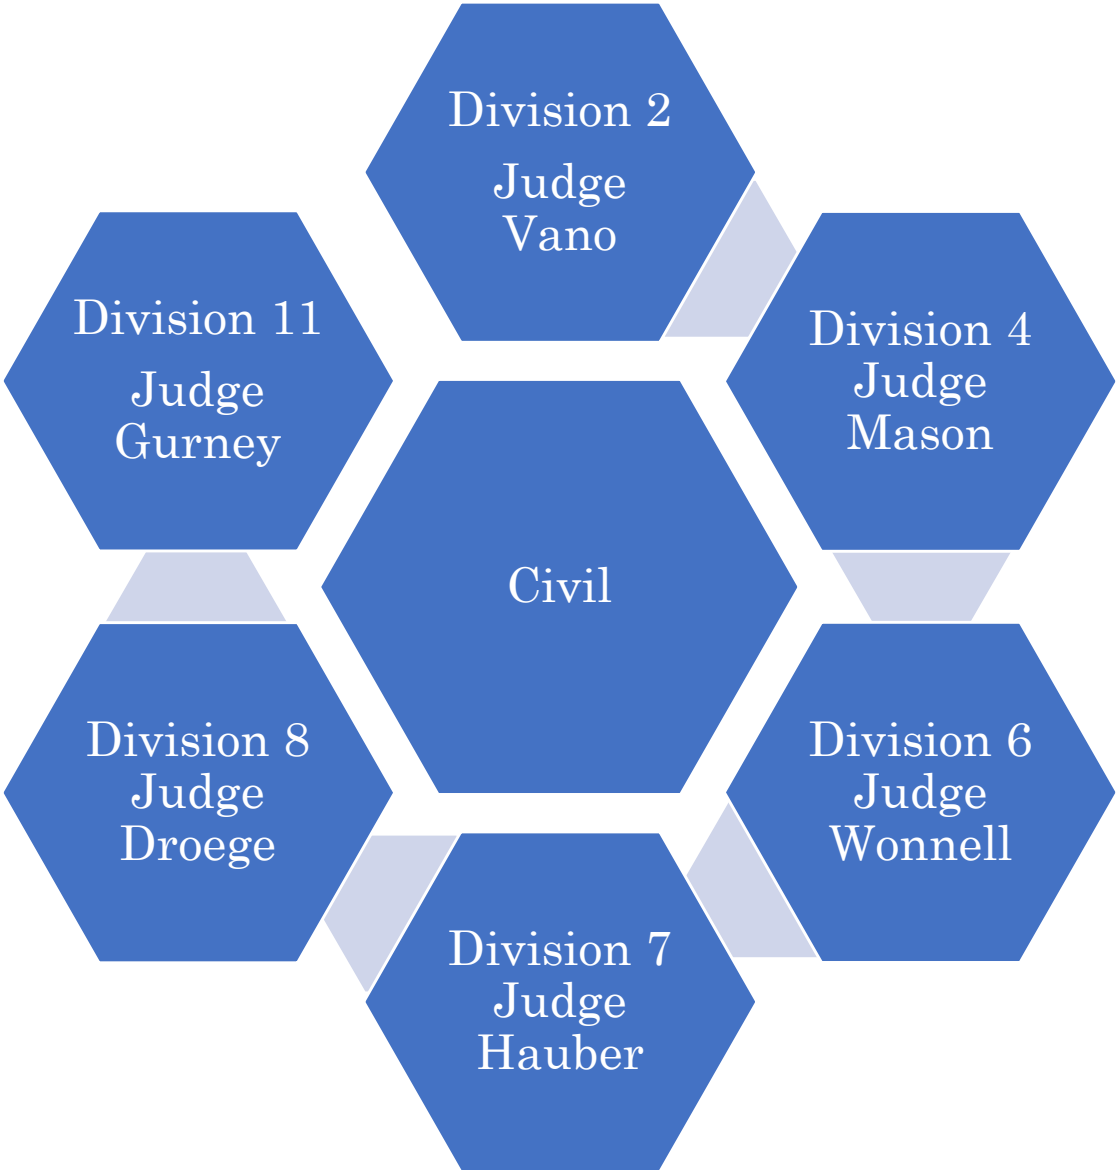 Division 2
Judge
Vano
Division 4
Judge
Mason
Division 6
Judge
Wonnell
Division 7
Judge
Hauber
Division 8
Judge
Droege
Division 11
Judge
Gurney
Civil